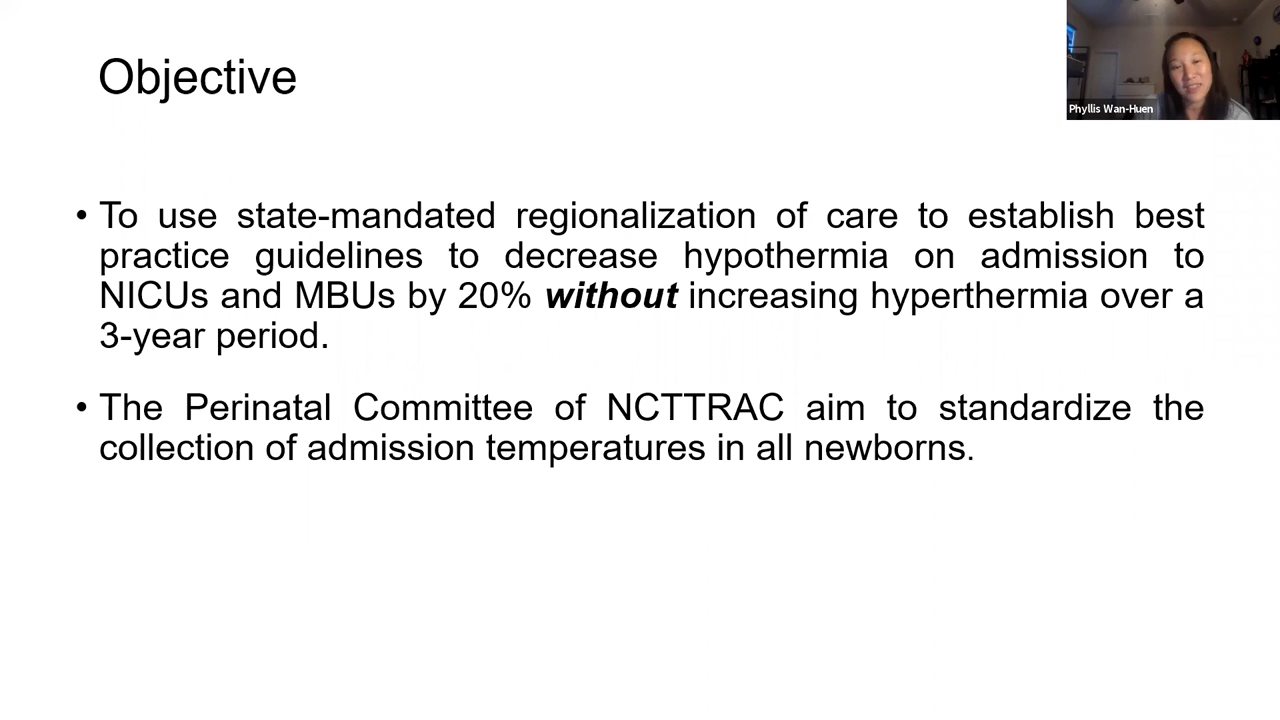 Objective
Phyllis Wan-Huen
• To use state-mandated regionalization of care to establish best
practice guidelines to decrease hypothermia on admission to
NICUs and MBUs by 20% without increasing hyperthermia over a
3-year period.
• The Perinatal Committee of NCTTRAC aim to standardize the
collection of admission temperatures in all newborns.